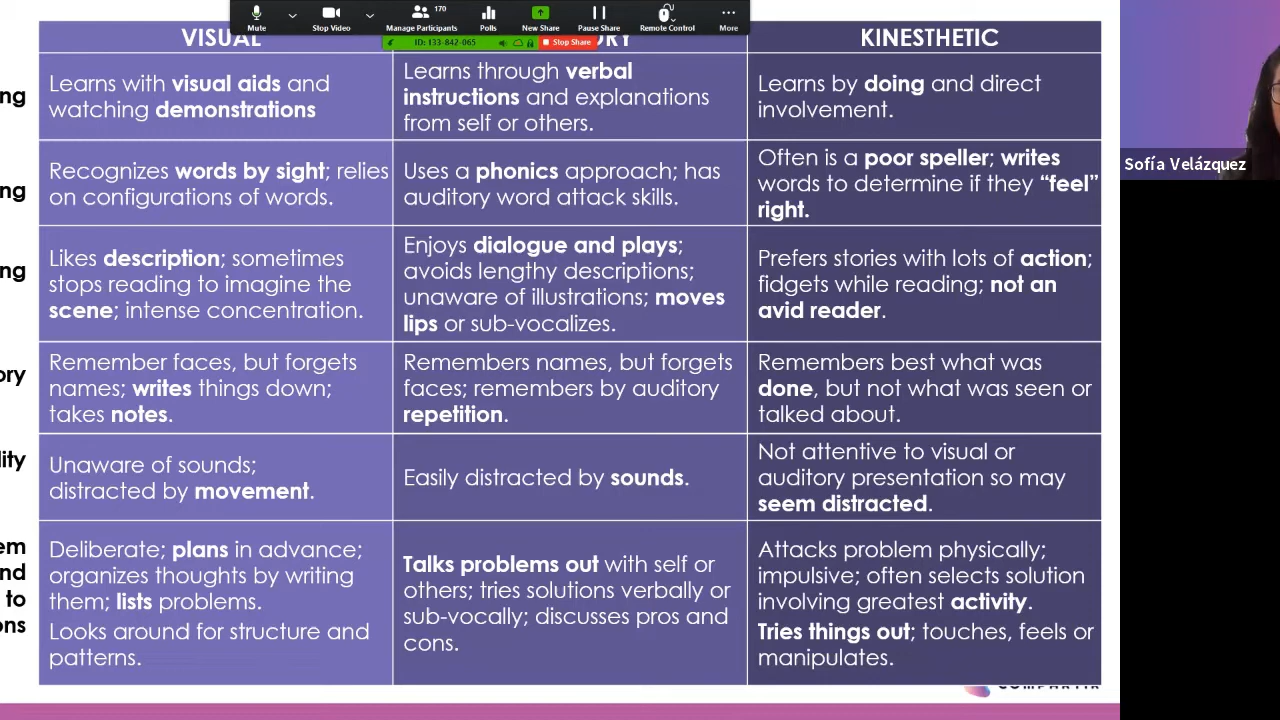 170
Mute
Stop Video
Manage Participants
Polls
New Share
Pause Share
Remote Control
More
ID: 133-842-065
Stop Share
VISUAL
RY
KINESTHETIC
ng
Learns with visual aids and
watching demonstrations
Learns through verbal
instructions and explanations
from self or others.
Learns by doing and direct
involvement.
ng
Recognizes words by sight; relies
on configurations of words.
Uses a phonics approach; has
auditory word attack skills.
Often is a poor speller; writes
words to determine if they “feel”
right.
ng
Likes description; sometimes
stops reading to imagine the
scene; intense concentration.
Enjoys dialogue and plays;
avoids lengthy descriptions;
unaware of illustrations; moves
lips or sub-vocalizes.
Prefers stories with lots of action;
fidgets while reading; not an
avid reader.
ory
Remember faces, but forgets
names; writes things down;
takes notes.
Remembers names, but forgets
faces; remembers by auditory
repetition.
Remembers best what was
done, but not what was seen or
talked about.
lity
Unaware of sounds;
distracted by movement.
Easily distracted by sounds.
Not attentive to visual or
auditory presentation so may
seem distracted.
em
nd
to
ons
Deliberate; plans in advance;
organizes thoughts by writing
them; lists problems.
Looks around for structure and
patterns.
Talks problems out with self or
others; tries solutions verbally or
sub-vocally; discusses pros and
cons.
Attacks problem physically;
impulsive; often selects solution
involving greatest activity.
Tries things out; touches, feels or
manipulates.
Sofía Velázquez